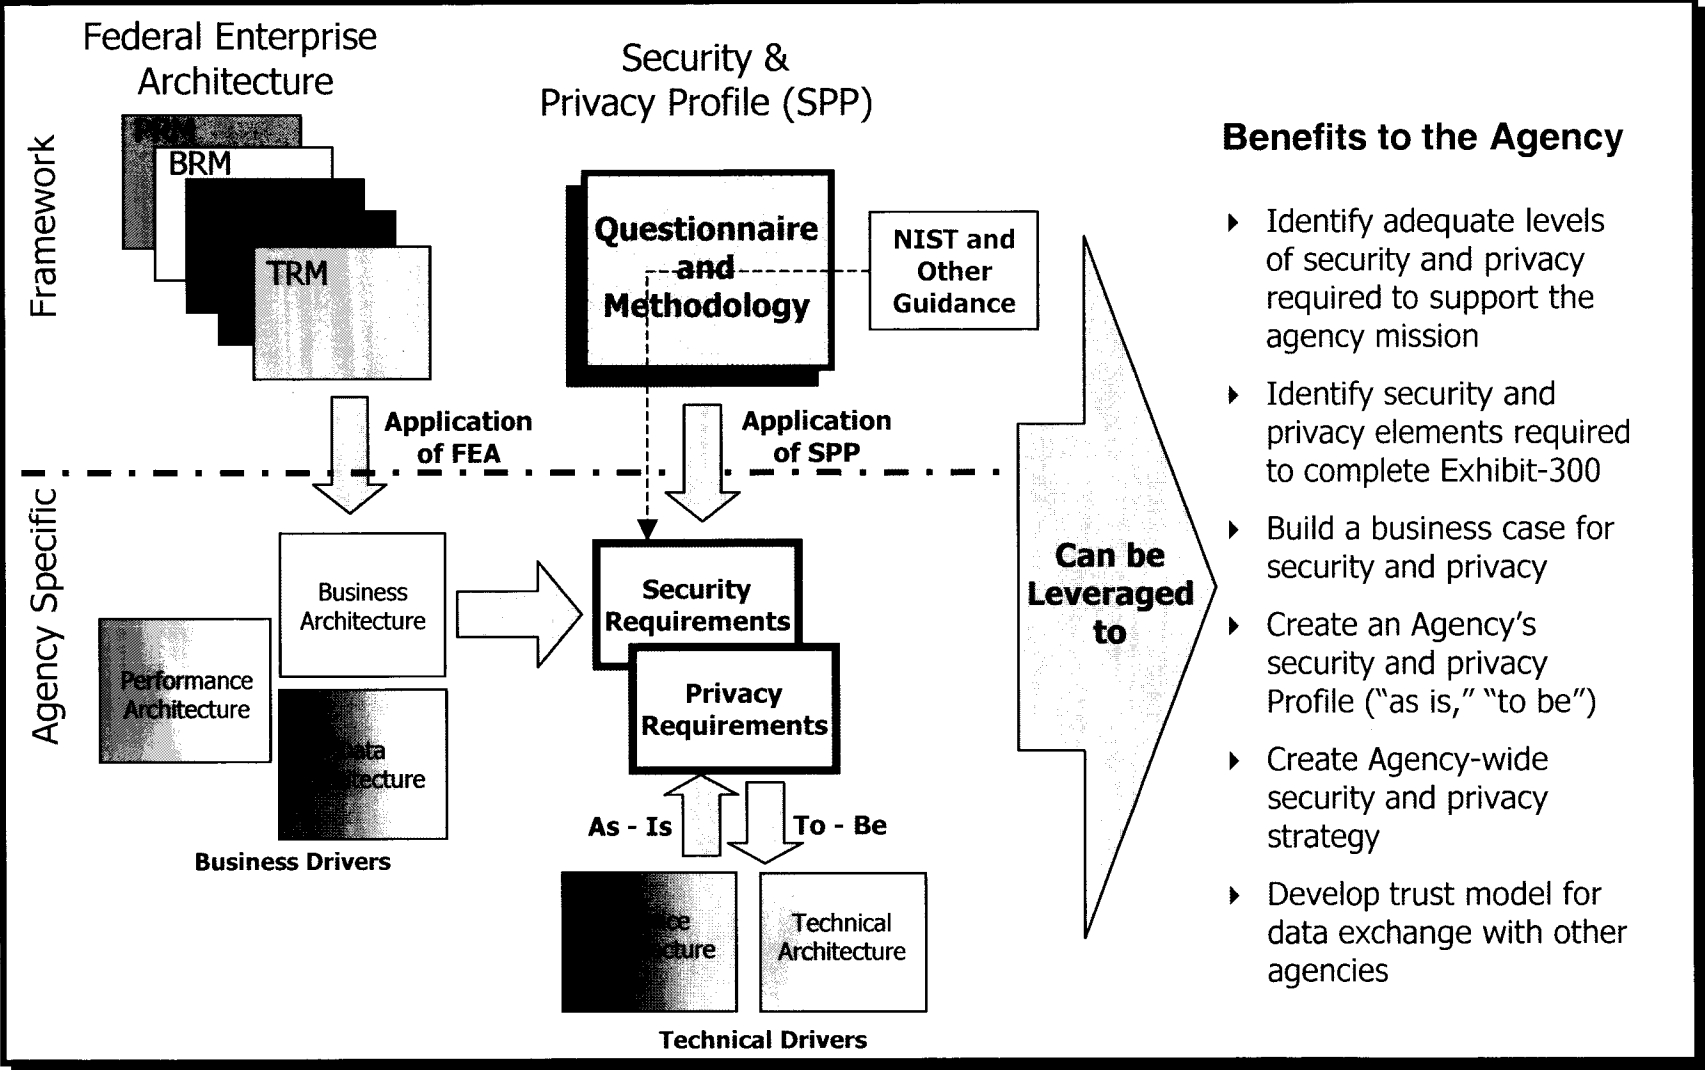 Federal Enterprise
Architecture
PRM
BRM
TRM
Framework
Security &
Privacy Profile (SPP)
Questionnaire
and
Methodology
NIST and
Other
Guidance
Application
of FEA
Application
of SPP
Agency Specific
Business
Architecture
Performance
Architecture
Business Drivers
Security
Requirements
Privacy
Requirements
As - Is
To - Be
Technical
Architecture
Technical Drivers
Can be
Leveraged
to
Benefits to the Agency
Identify adequate levels
of security and privacy
required to support the
agency mission
Identify security and
privacy elements required
to complete Exhibit-300
Build a business case for
security and privacy
Create an Agency’s
security and privacy
Profile (“as is,” “to be”)
Create Agency-wide
security and privacy
strategy
Develop trust model for
data exchange with other
agencies